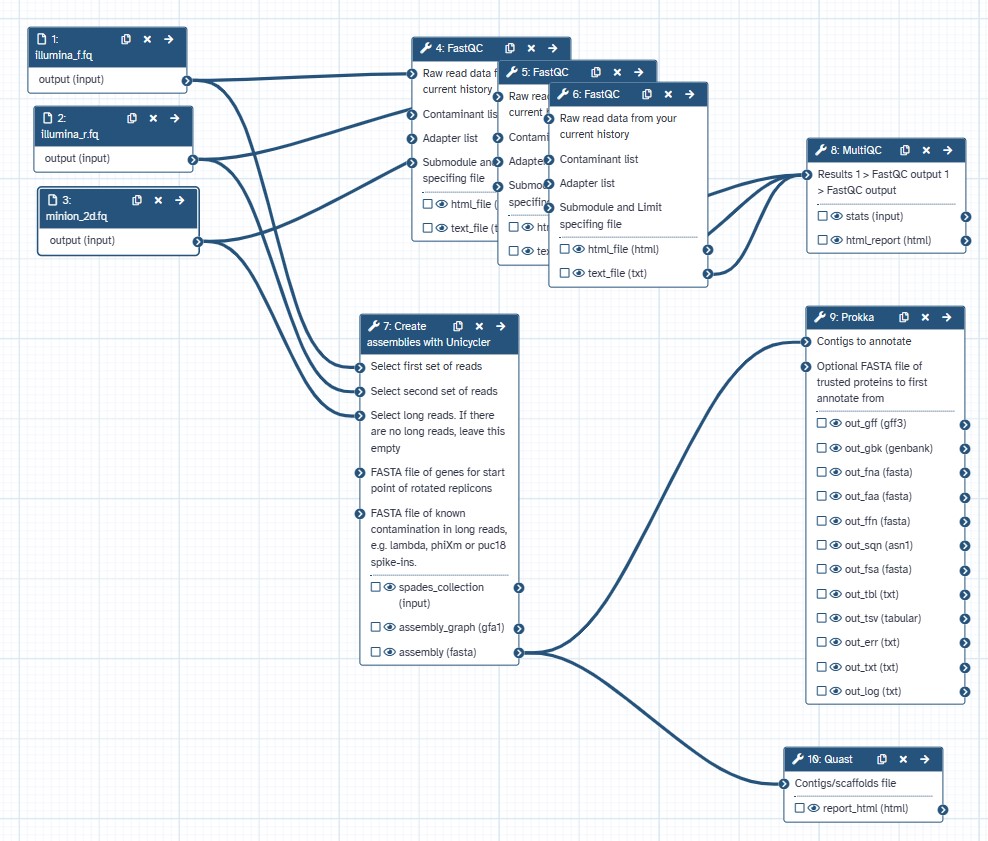 1:
illumina_f.fq
output (input)
2:
illumina_r.fq
output (input)
3:
minion_2d.fq
output (input)
4: FastQC
Raw read data f
current history
Contaminant lis
Adapter list
Submodule and
specifing file
html_file (
text_file (t
5: FastQC
Raw rea
current
Contami
Adapte
Submo
specifin
ht
te
6: FastQC
Raw read data from your
current history
Contaminant list
Adapter list
Submodule and Limit
specifing file
html_file (html)
text_file (txt)
7: Create
assemblies with Unicycler
Select first set of reads
Select second set of reads
Select long reads. If there
are no long reads, leave this
empty
FASTA file of genes for start
point of rotated replicons
FASTA file of known
contamination in long reads,
e.g. lambda, phiXm or puc18
spike-ins.
spades_collection
(input)
assembly_graph (gfa1)
assembly (fasta)
8: MultiQC
Results 1 > FastQC output 1
> FastQC output
stats (input)
html_report (html)
9: Prokka
Contigs to annotate
Optional FASTA file of
trusted proteins to first
annotate from
out_gff (gff3)
out_gbk (genbank)
out_fna (fasta)
out_faa (fasta)
out_ffn (fasta)
out_sqn (asn1)
out_fsa (fasta)
out_tbl (txt)
out_tsv (tabular)
out_err (txt)
out_txt (txt)
out_log (txt)
10: Quast
Contigs/scaffolds file
report_html (html)